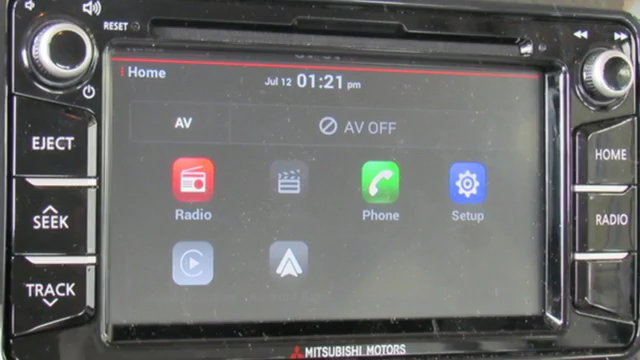 RESET
Home
Jul 12 01:21 pm
AV
AV OFF
EJECT
HOME
Radio
Phone
Setup
SEEK
RADIO
TRACK
MITSUBISHI MOTORS